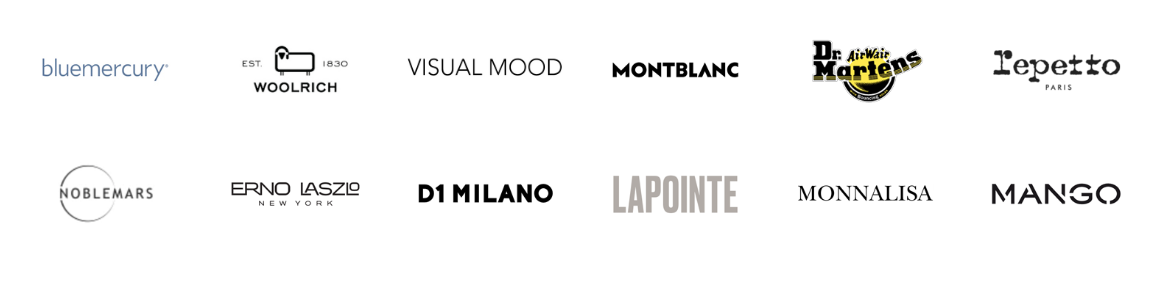 bluemercury
EST. 1830
WOOLRICH
VISUAL MOOD
MONTBLANC
Dr.
AirWair
Martens
repetto
PARIS
NOBLEMARS
ERNO LASZLO
NEW YORK
D1 MILANO
LAPOINTE
MONNALISA
MANGO